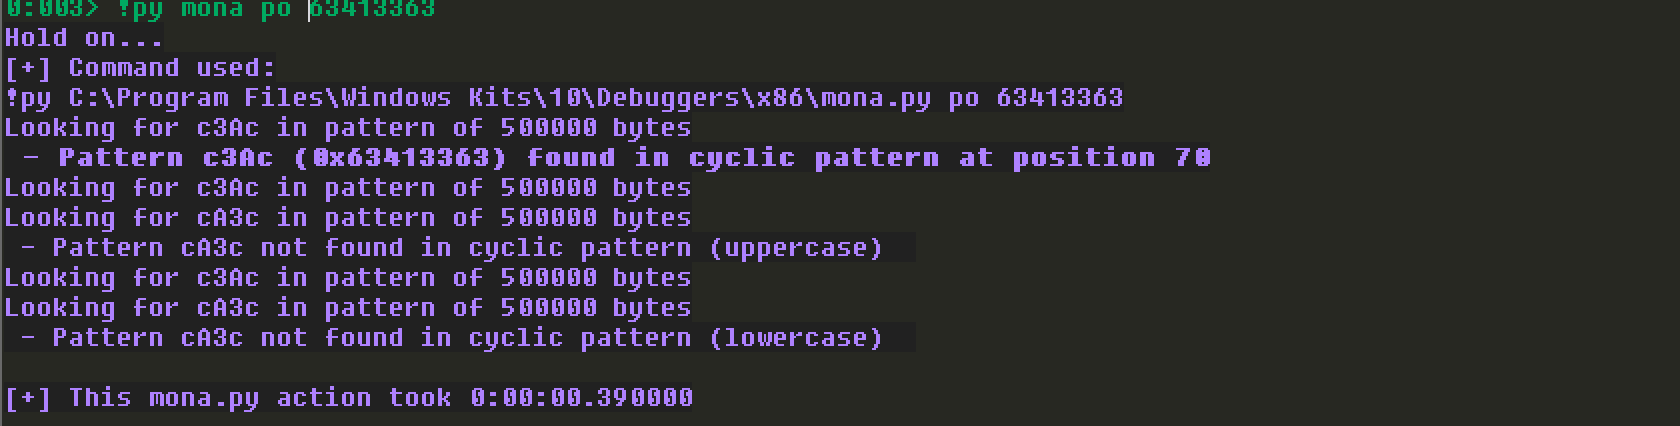 0:003> !py mona po 63413363
Hold on...
[+] Command used:
!py C:\Program Files\Windows Kits\10\Debuggers\x86\mona.py po 63413363
Looking for c3Ac in pattern of 500000 bytes
 - Pattern c3Ac (0x63413363) found in cyclic pattern at position 70
Looking for c3Ac in pattern of 500000 bytes
Looking for cA3c in pattern of 500000 bytes
 - Pattern cA3c not found in cyclic pattern (uppercase)
Looking for c3Ac in pattern of 500000 bytes
Looking for cA3c in pattern of 500000 bytes
 - Pattern cA3c not found in cyclic pattern (lowercase)
[+] This mona.py action took 0:00:00.390000